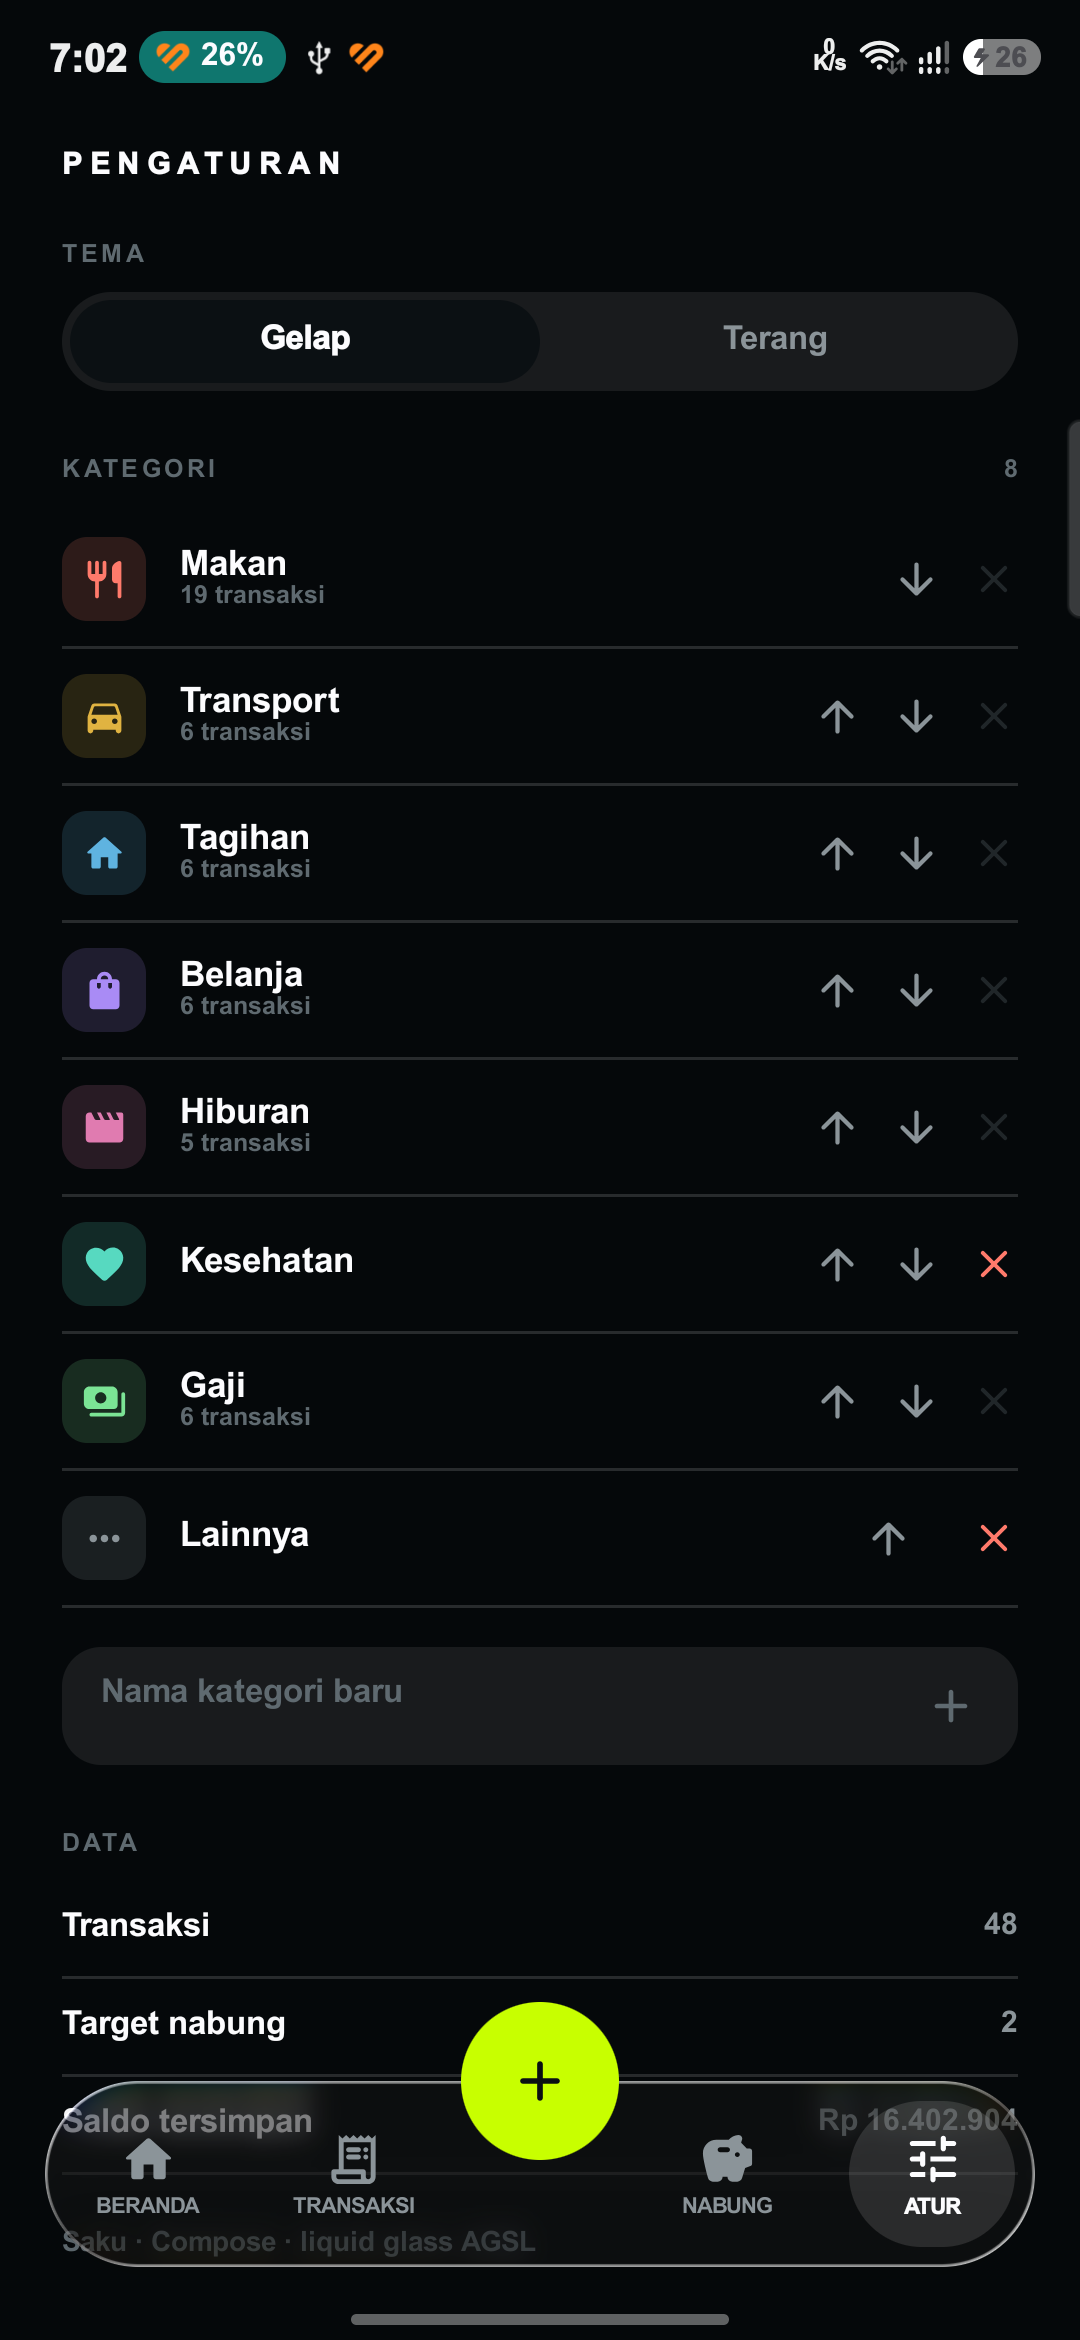 7:02 26% 0 K/s 26
PENGATURAN
TEMA
Gelap Terang
KATEGORI 8
Makan
19 transaksi
Transport
6 transaksi
Tagihan
6 transaksi
Belanja
6 transaksi
Hiburan
5 transaksi
Kesehatan
Gaji
6 transaksi
Lainnya
Nama kategori baru
DATA
Transaksi 48
Target nabung 2
Saldo tersimpan Rp 16.402.904
BERANDA TRANSAKSI NABUNG ATUR
Saku · Compose · liquid glass AGSL